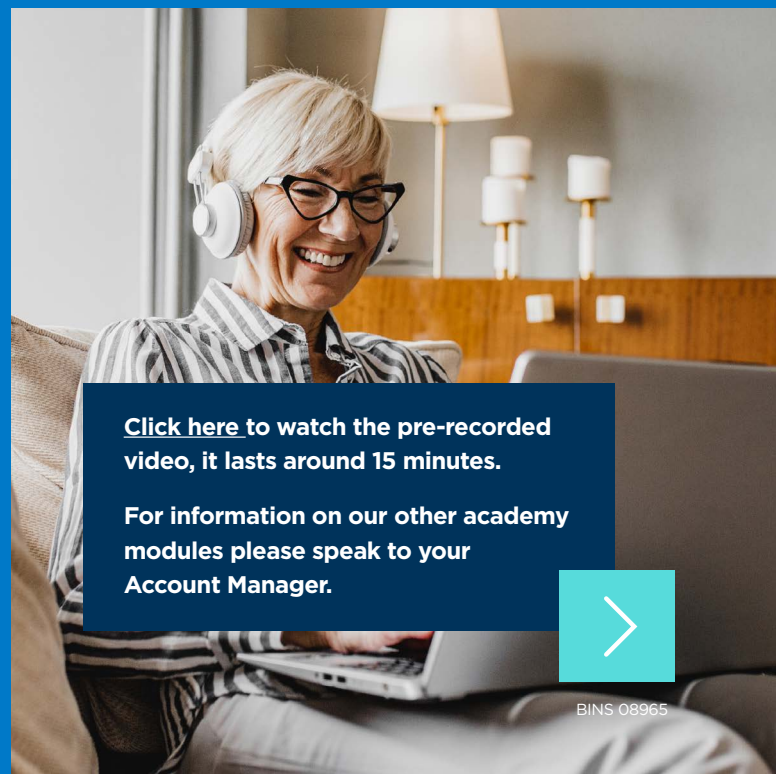 Click here to watch the pre-recorded
video, it lasts around 15 minutes.
For information on our other academy
modules please speak to your
Account Manager.
BINS 08965